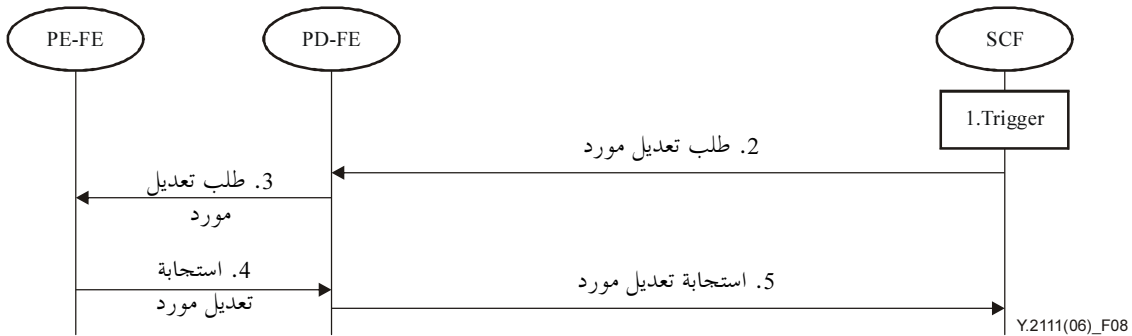 PE-FE
PD-FE
SCF
1.Trigger
2. طلب تعديل مورد
3. طلب تعديل
مورد
4. استجابة
تعديل مورد
5. استجابة تعديل مورد
Y.2111(06)_F08